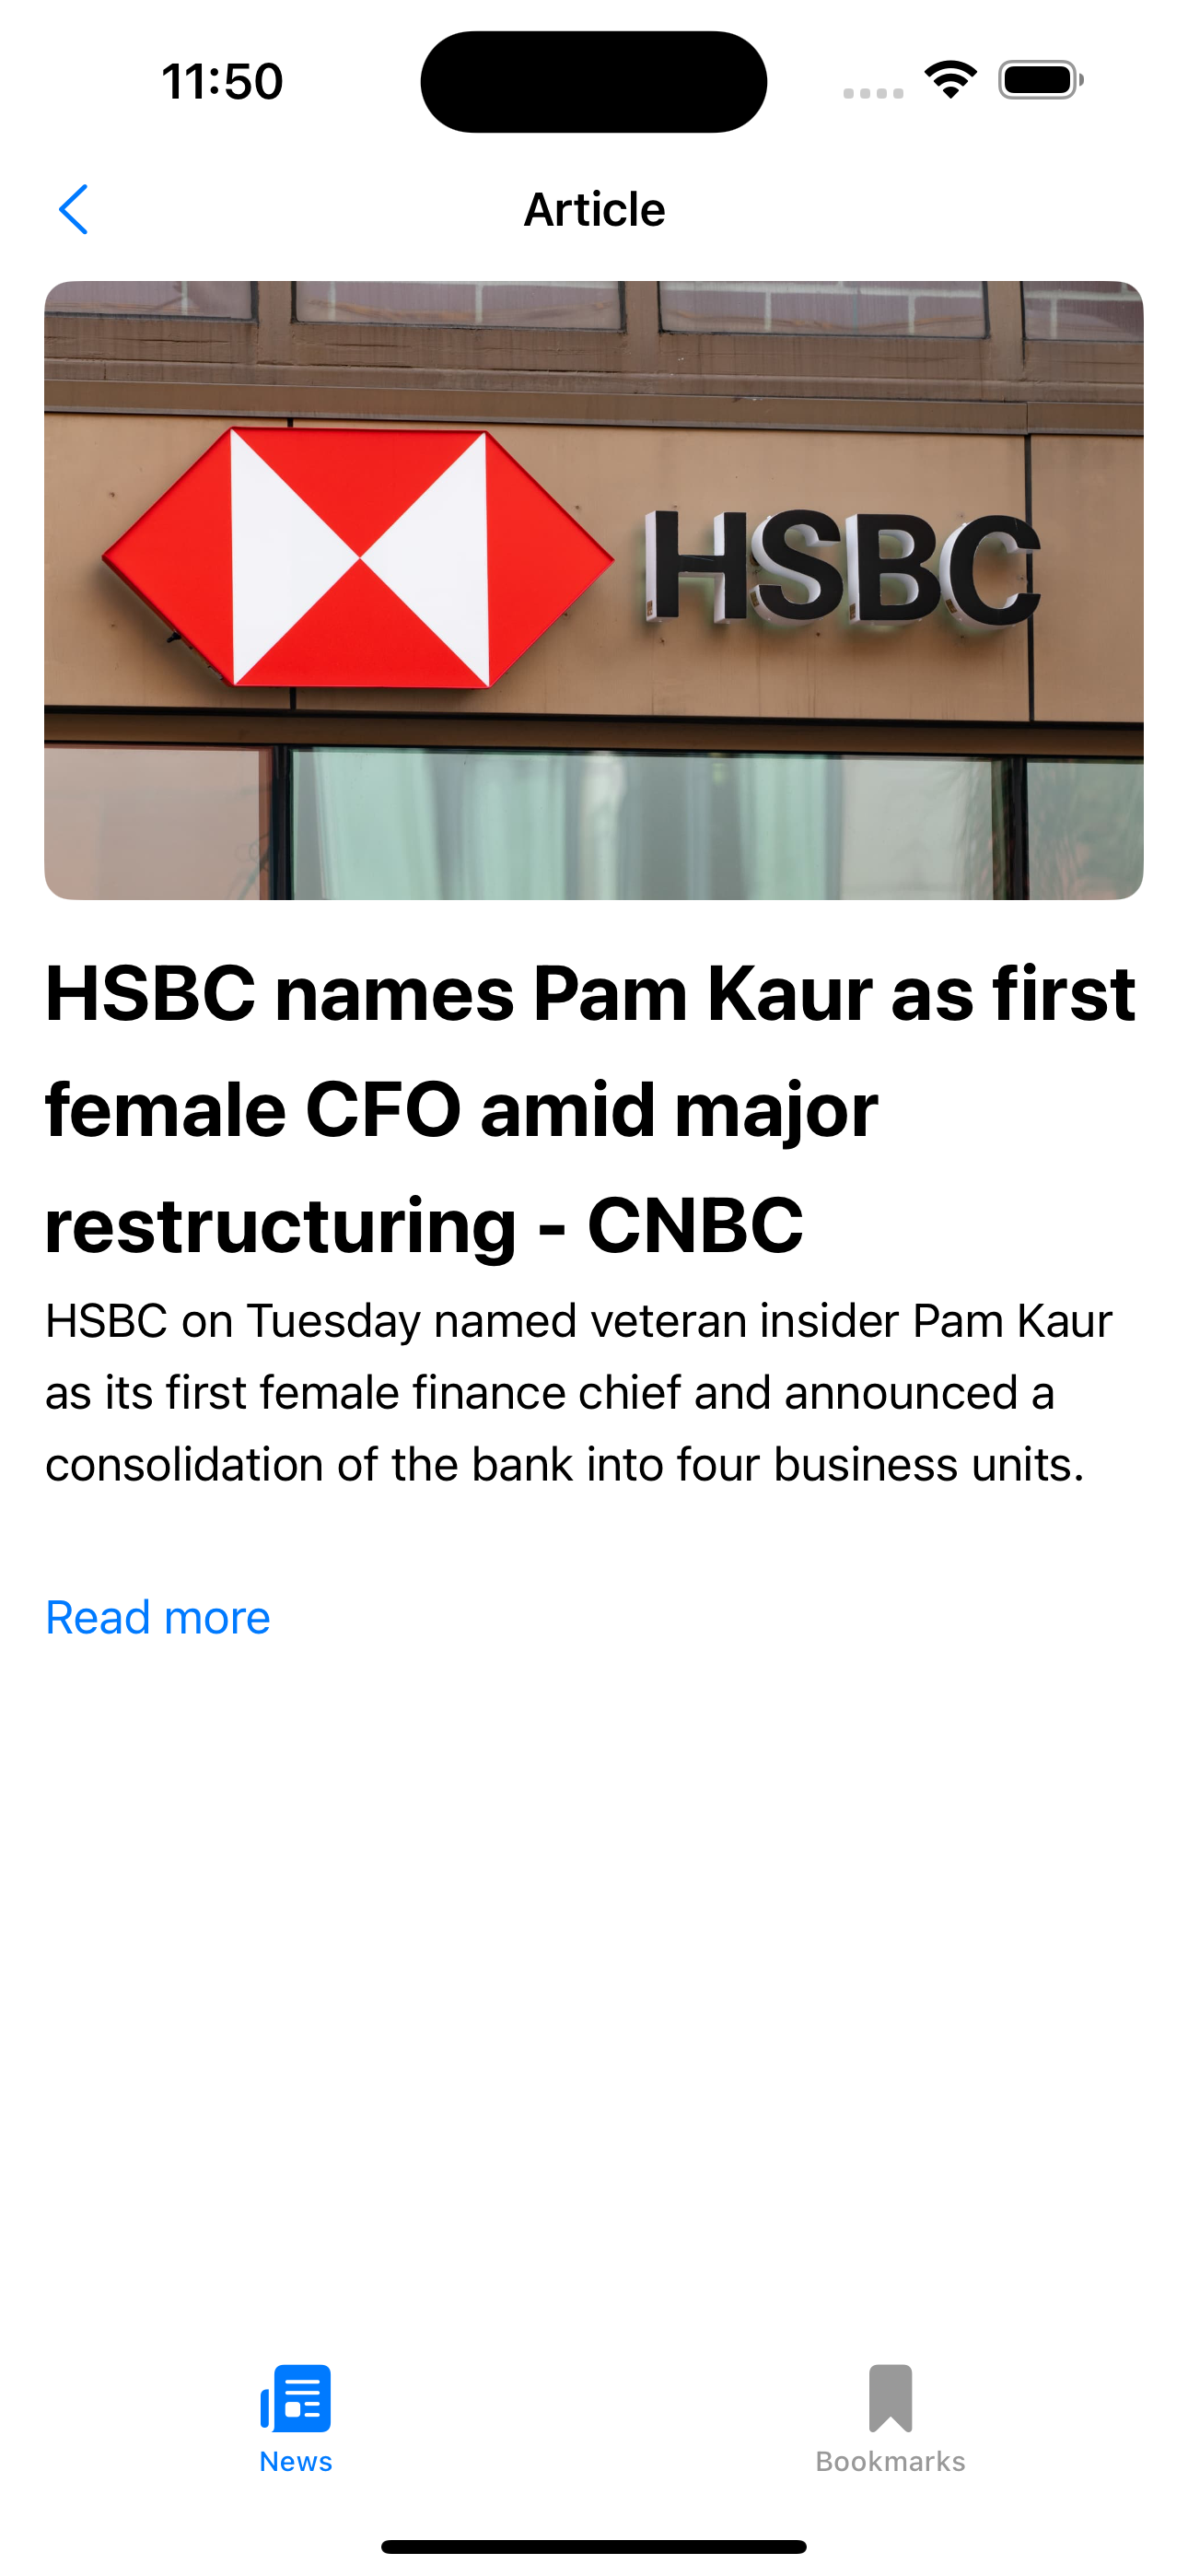 11:50
Article
HSBC
HSBC names Pam Kaur as first
female CFO amid major
restructuring - CNBC
HSBC on Tuesday named veteran insider Pam Kaur
as its first female finance chief and announced a
consolidation of the bank into four business units.
Read more
News
Bookmarks